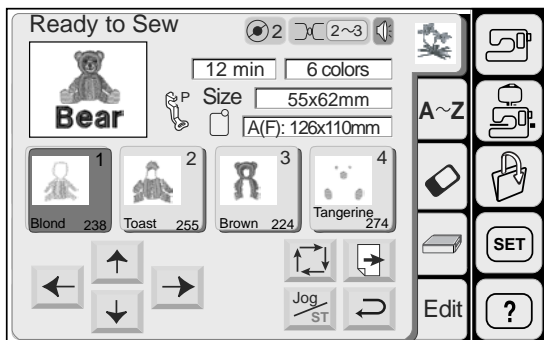 Ready to Sew
2
2~3
12 min
6 colors
P
Size
55x62mm
A(F): 126x110mm
Bear
A~Z
1
Blond 238
2
Toast 255
3
Brown 224
4
Tangerine
274
SET
Jog
ST
Edit
?